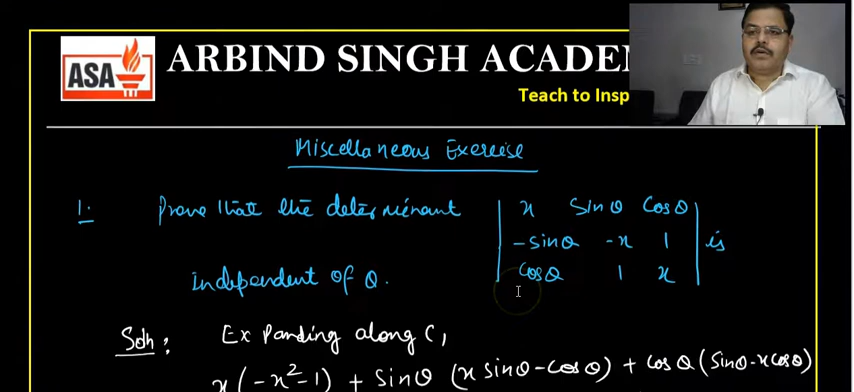 ASA
ARBIND SINGH ACADEM
Teach to Insp
Miscellaneous Exercise
1. Prove that the determinant | x sinθ cosθ |
| -sinθ -x 1 | is
| cosθ 1 x |
independent of θ.
Soln: Expanding along C1
x(-x²-1) + sinθ (x sinθ - cosθ) + cosθ (sinθ - x cosθ)